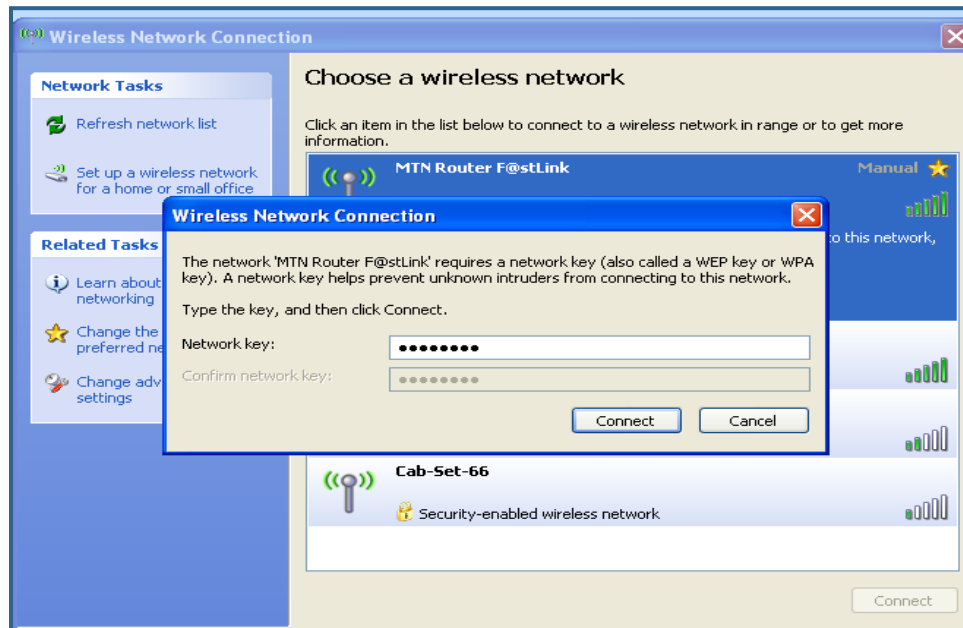 Wireless Network Connection
Network Tasks
Refresh network list
Set up a wireless network
for a home or small office
Related Tasks
Learn about
networking
Change the
preferred ne
Change adv
settings
Choose a wireless network
Click an item in the list below to connect to a wireless network in range or to get more
information.
MTN Router F@stLink
Manual
to this network,
Wireless Network Connection
The network 'MTN Router F@stLink' requires a network key (also called a WEP key or WPA
key). A network key helps prevent unknown intruders from connecting to this network.
Type the key, and then click Connect.
Network key:
Confirm network key:
Connect
Cancel
Cab-Set-66
Security-enabled wireless network
Connect